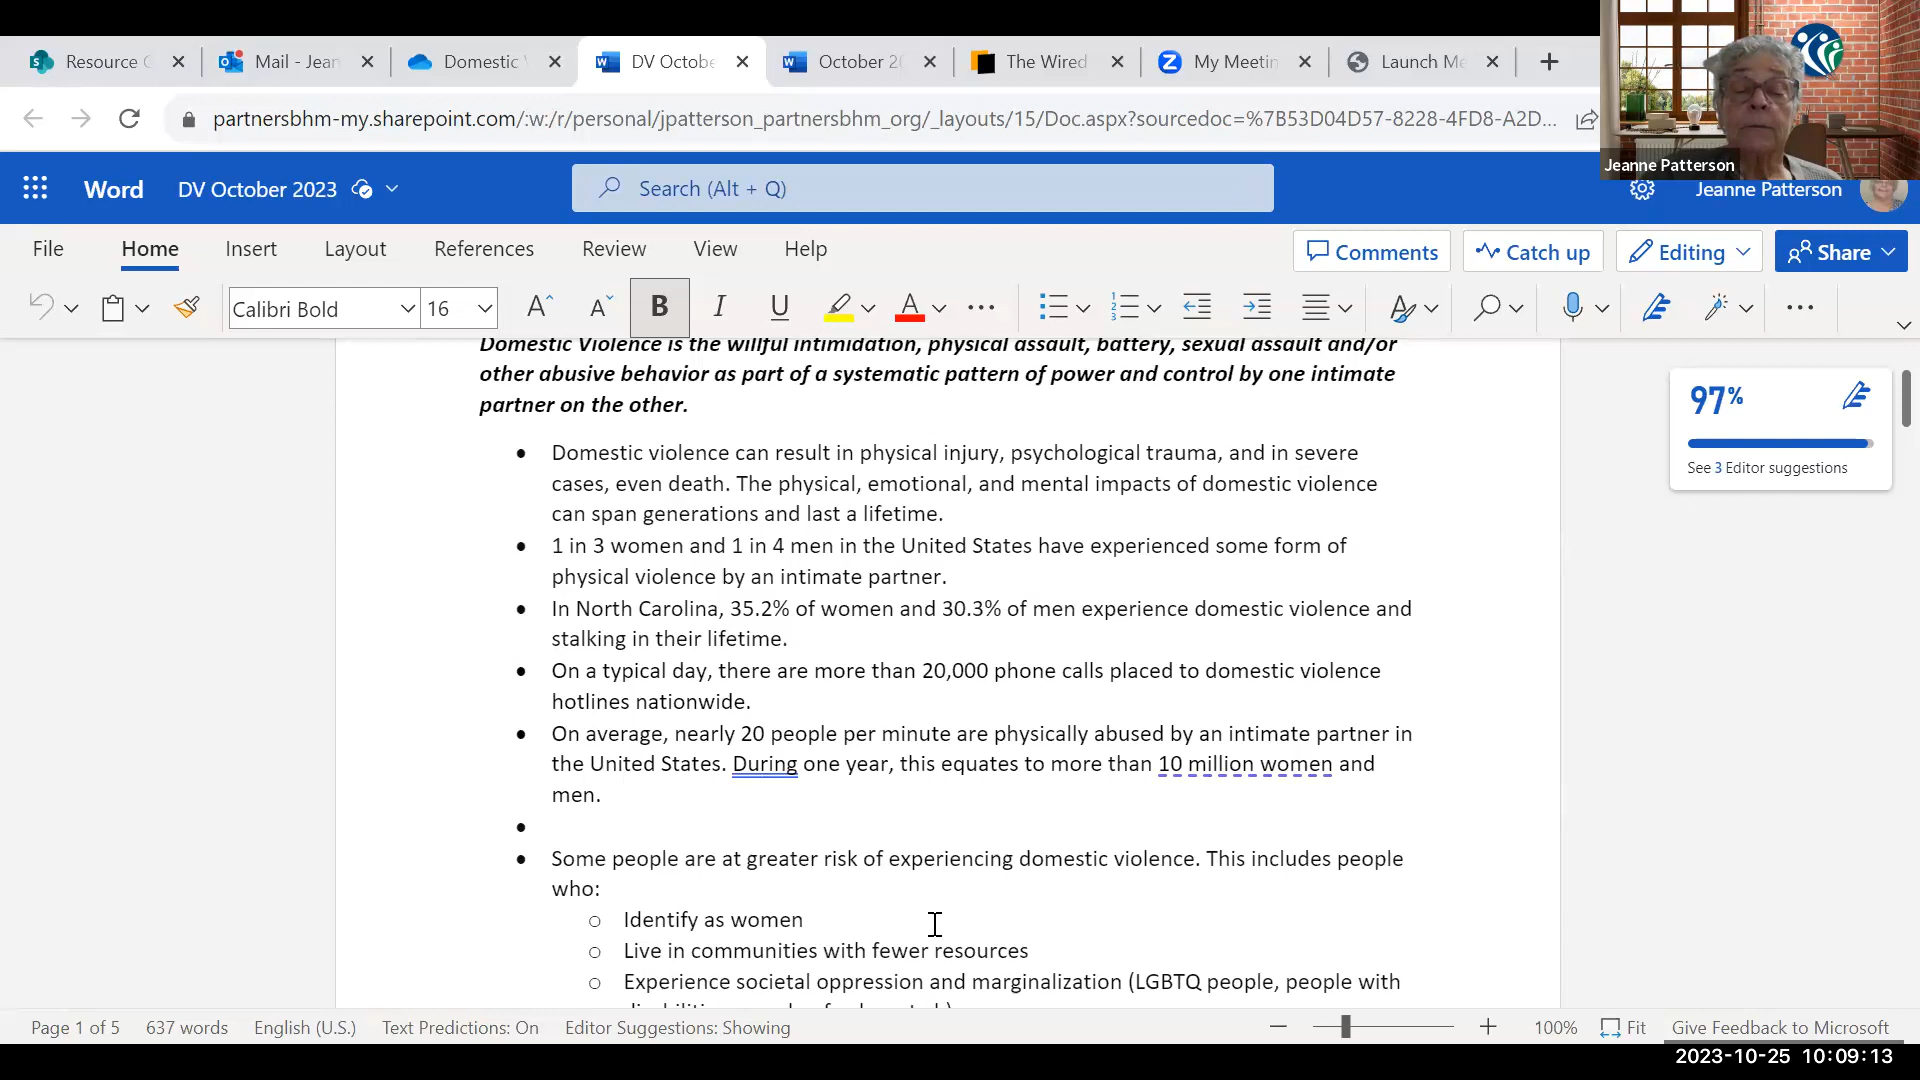 Resource C
Mail - Jean
Domestic V
DV Octobe
October 20
The Wired
My Meetin
Launch Me
partnersbhm-my.sharepoint.com/:w:/r/personal/jpatterson_partnersbhm_org/_layouts/15/Doc.aspx?sourcedoc=%7B53D04D57-8228-4FD8-A2D...
Jeanne Patterson
Word
DV October 2023
Search (Alt + Q)
Jeanne Patterson
File
Home
Insert
Layout
References
Review
View
Help
Comments
Catch up
Editing
Share
Calibri Bold
16
Domestic Violence is the willful intimidation, physical assault, battery, sexual assault and/or
other abusive behavior as part of a systematic pattern of power and control by one intimate
partner on the other.
97%
See 3 Editor suggestions
• Domestic violence can result in physical injury, psychological trauma, and in severe
cases, even death. The physical, emotional, and mental impacts of domestic violence
can span generations and last a lifetime.
• 1 in 3 women and 1 in 4 men in the United States have experienced some form of
physical violence by an intimate partner.
• In North Carolina, 35.2% of women and 30.3% of men experience domestic violence and
stalking in their lifetime.
• On a typical day, there are more than 20,000 phone calls placed to domestic violence
hotlines nationwide.
• On average, nearly 20 people per minute are physically abused by an intimate partner in
the United States. During one year, this equates to more than 10 million women and
men.
•
• Some people are at greater risk of experiencing domestic violence. This includes people
who:
o Identify as women
o Live in communities with fewer resources
o Experience societal oppression and marginalization (LGBTQ people, people with
Page 1 of 5
637 words
English (U.S.)
Text Predictions: On
Editor Suggestions: Showing
100%
Fit
Give Feedback to Microsoft
2023-10-25 10:09:13